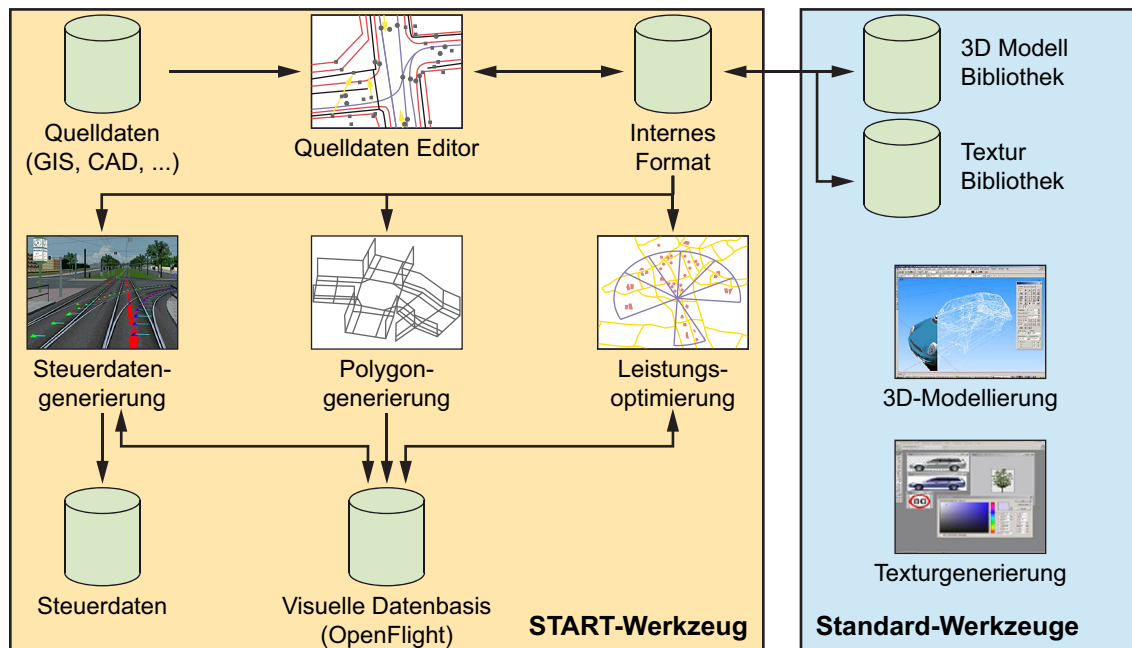 Quelldaten
(GIS, CAD, ...)
Quelldaten Editor
Internes
Format
3D Modell
Bibliothek
Textur
Bibliothek
Steuerdaten-
generierung
Polygon-
generierung
Leistungs-
optimierung
3D-Modellierung
Texturgenerierung
Steuerdaten
Visuelle Datenbasis
(OpenFlight)
START-Werkzeug
Standard-Werkzeuge